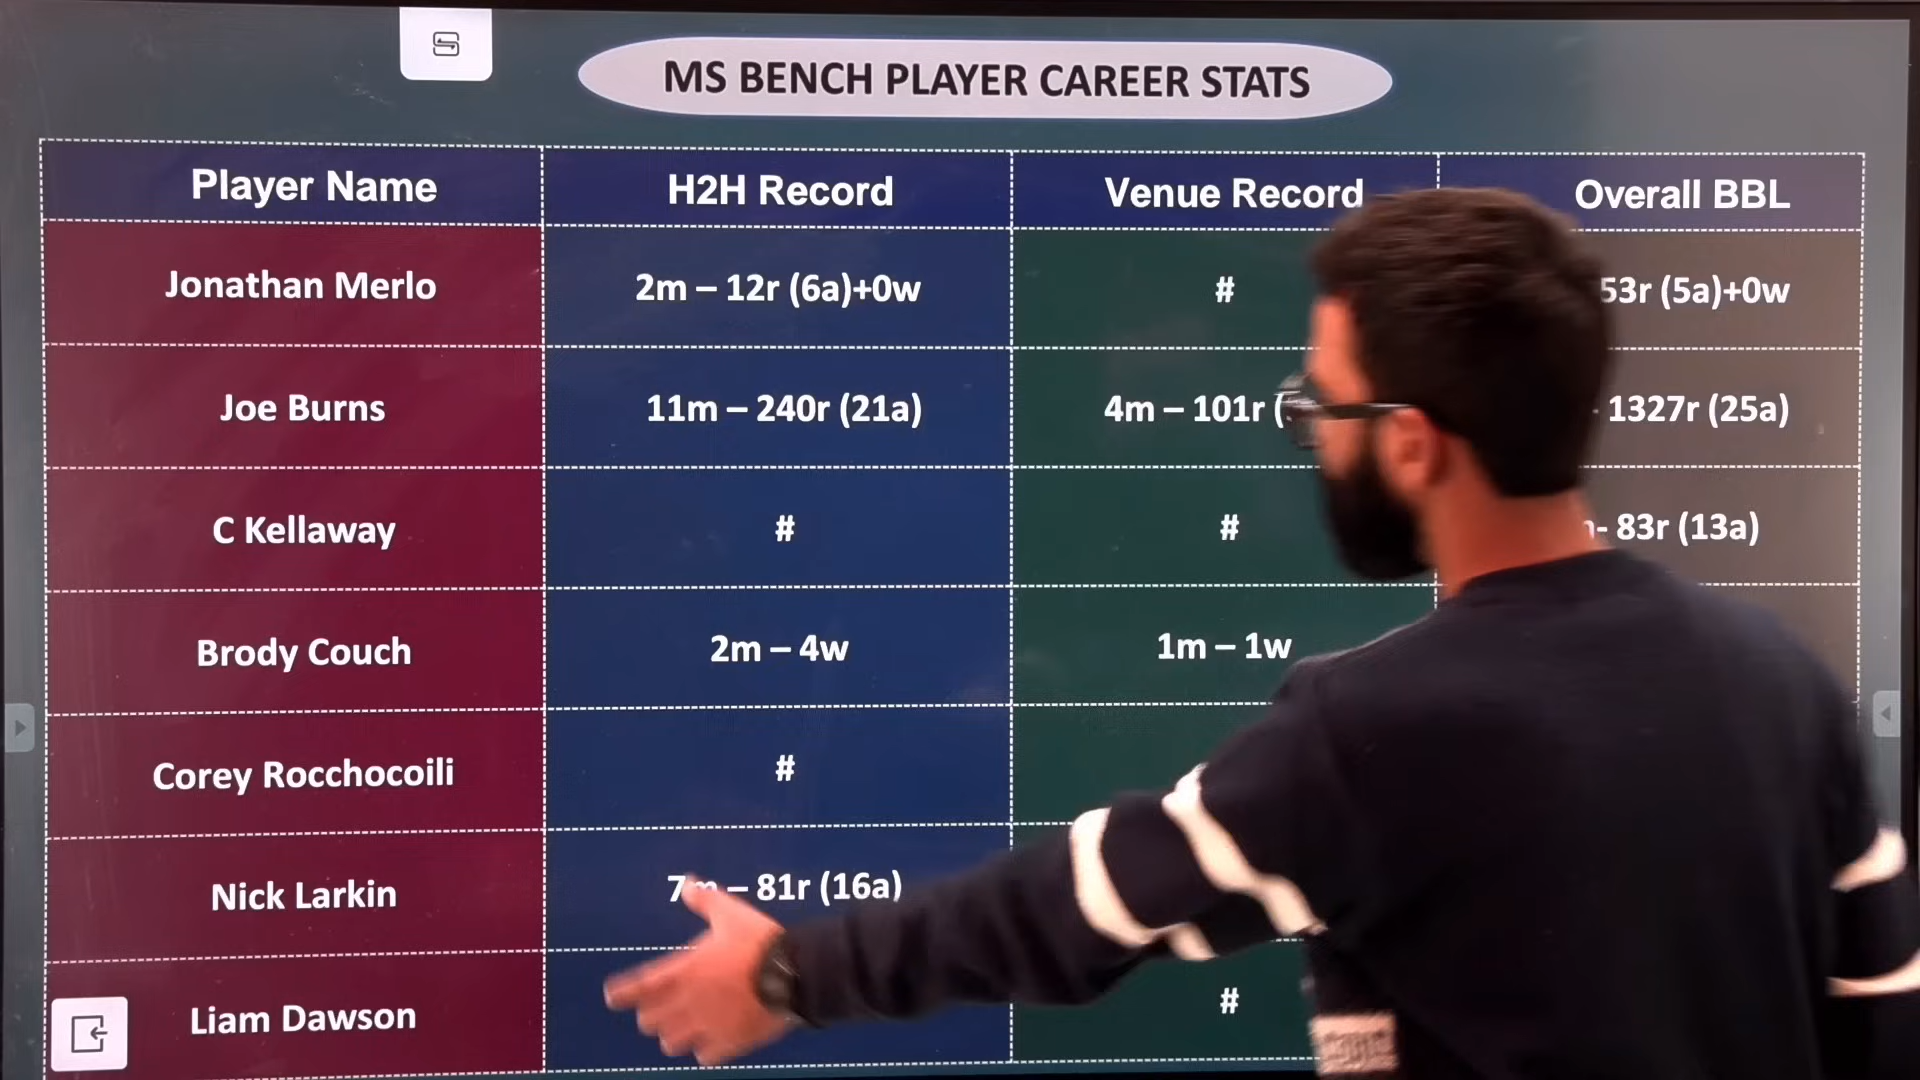 MS BENCH PLAYER CAREER STATS
Player Name H2H Record Venue Record Overall BBL
Jonathan Merlo 2m – 12r (6a)+0w # 53r (5a)+0w
Joe Burns 11m – 240r (21a) 4m – 101r ( 1327r (25a)
C Kellaway # # - 83r (13a)
Brody Couch 2m – 4w 1m – 1w
Corey Rocchocoili #
Nick Larkin – 81r (16a)
Liam Dawson #